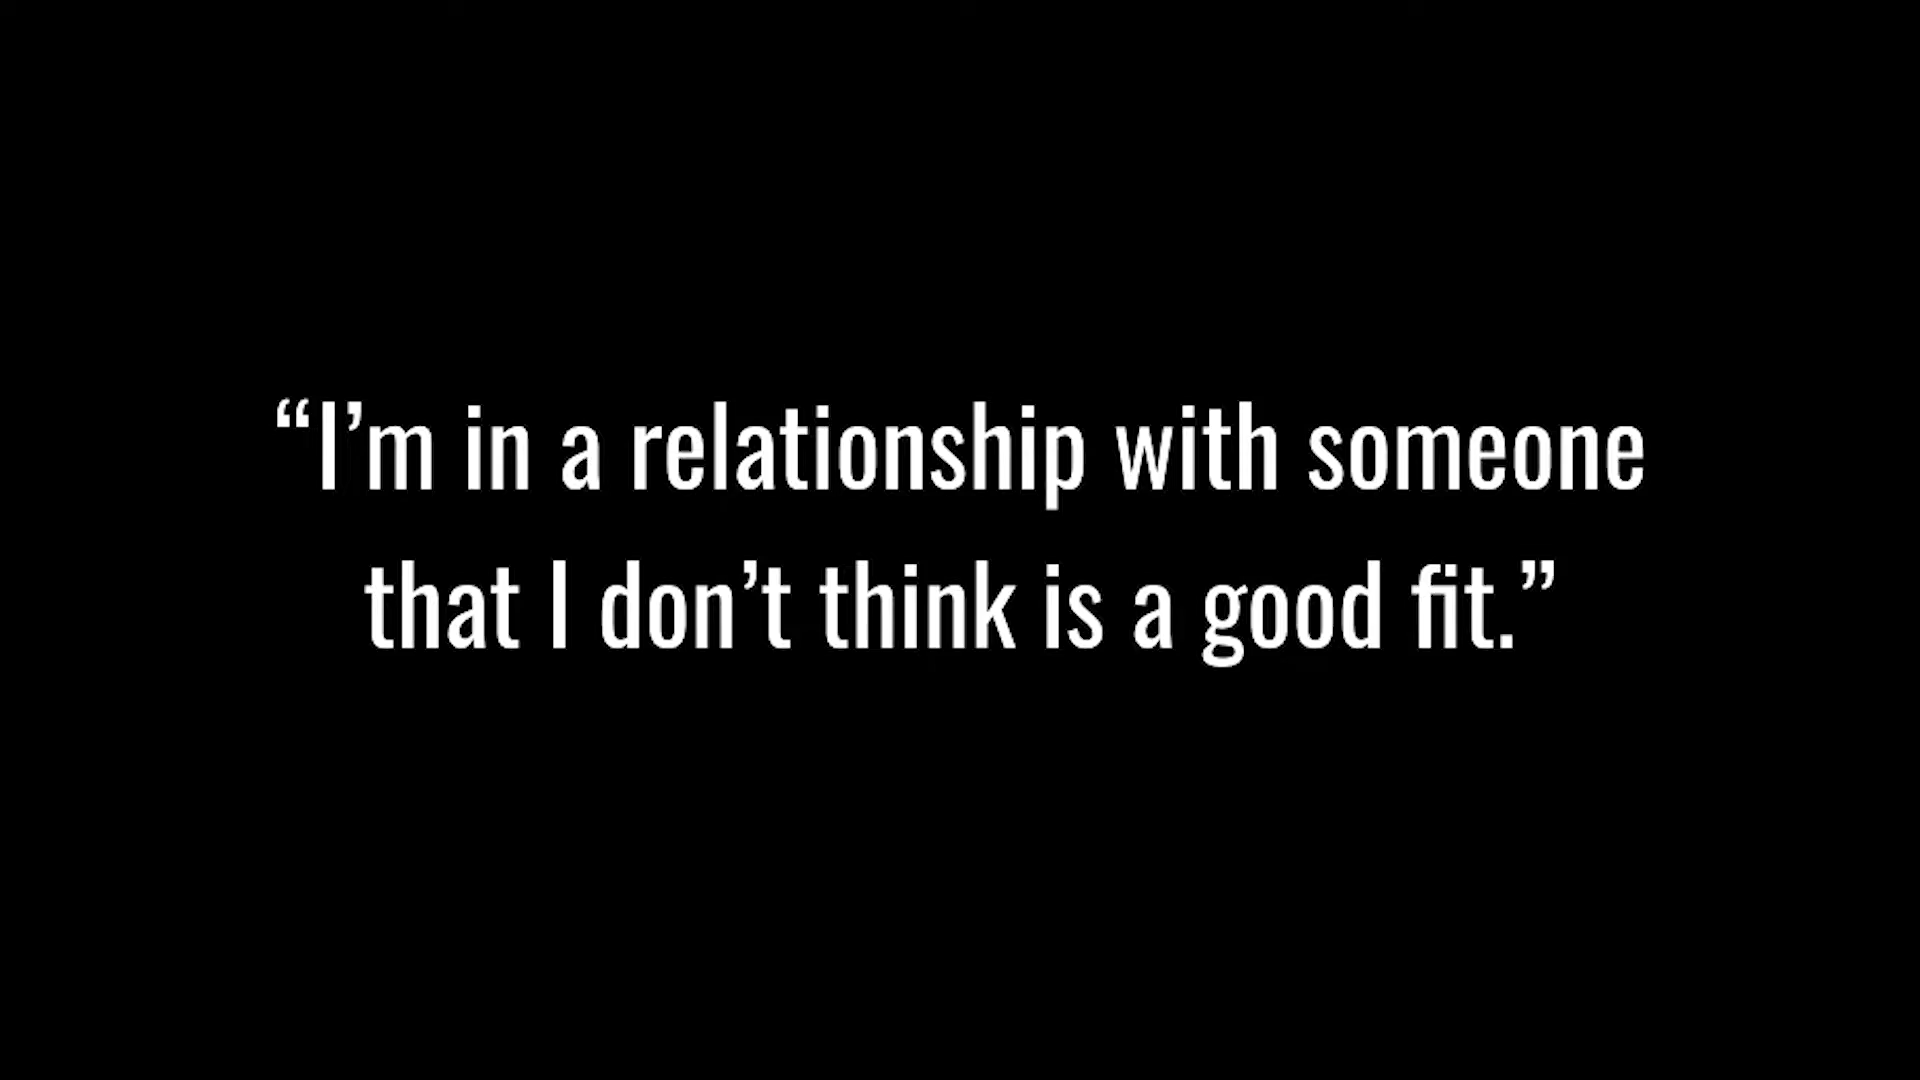 “I’m in a relationship with someone
that I don’t think is a good fit.”